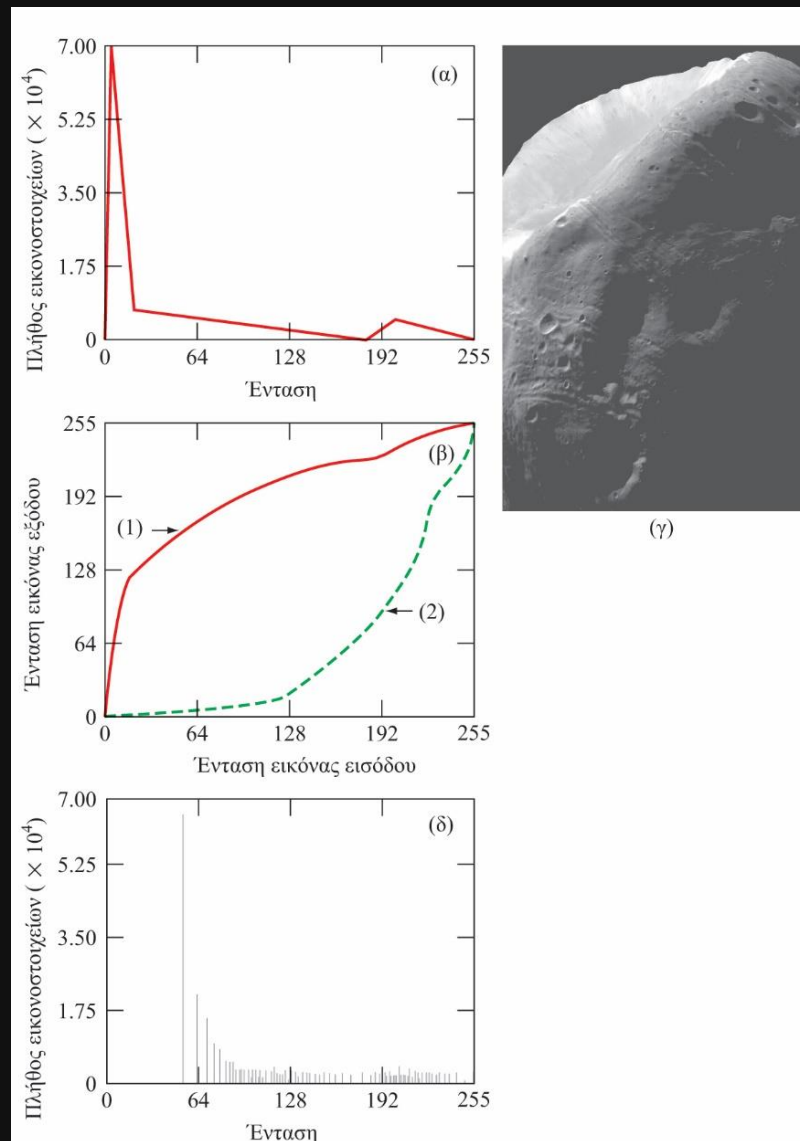 Πλήθος εικονοστοιχείων ( × 10⁴)
7.00
5.25
3.50
1.75
0
(α)
0 64 128 192 255
Ένταση
Ένταση εικόνας εξόδου
255
192
128
64
0
(1)
(β)
(2)
0 64 128 192 255
Ένταση εικόνας εισόδου
(γ)
Πλήθος εικονοστοιχείων ( × 10⁴)
7.00
5.25
3.50
1.75
0
(δ)
0 64 128 192 255
Ένταση